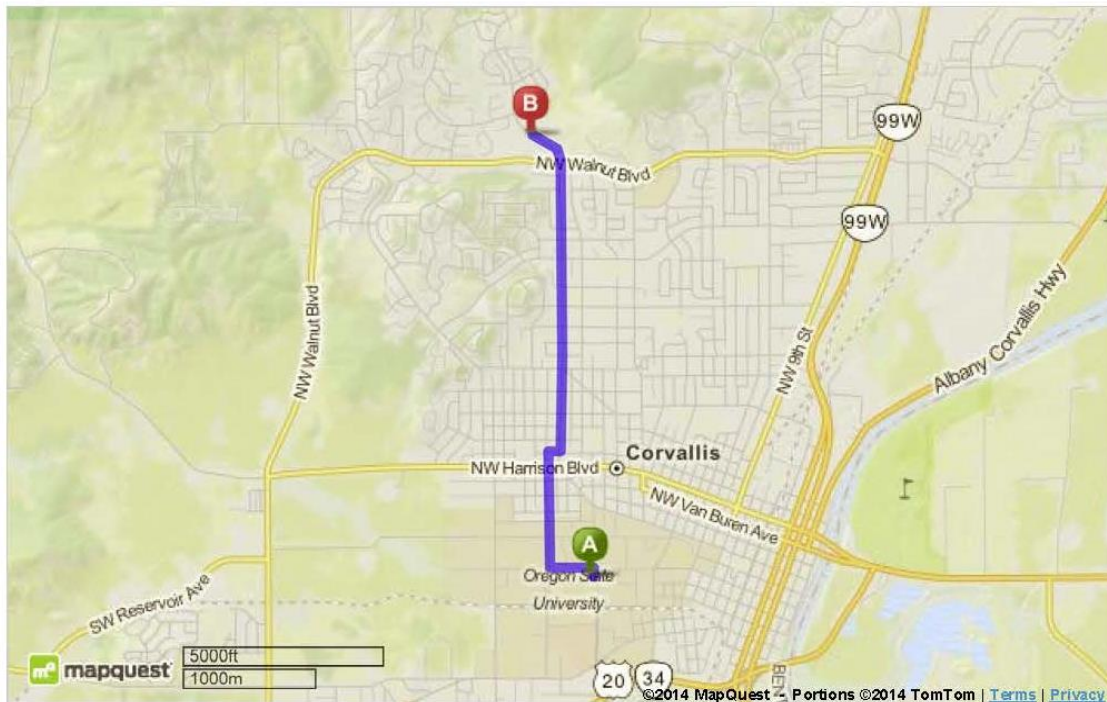 B
99W
NW Walnut Blvd
99W
NW Walnut Blvd
NW 9th St
Albany Corvallis Hwy
Corvallis
NW Harrison Blvd
NW Van Buren Ave
A
Oregon State
University
SW Reservoir Ave
mapquest
5000ft
1000m
20
34
BEN
©2014 MapQuest - Portions ©2014 TomTom | Terms | Privacy